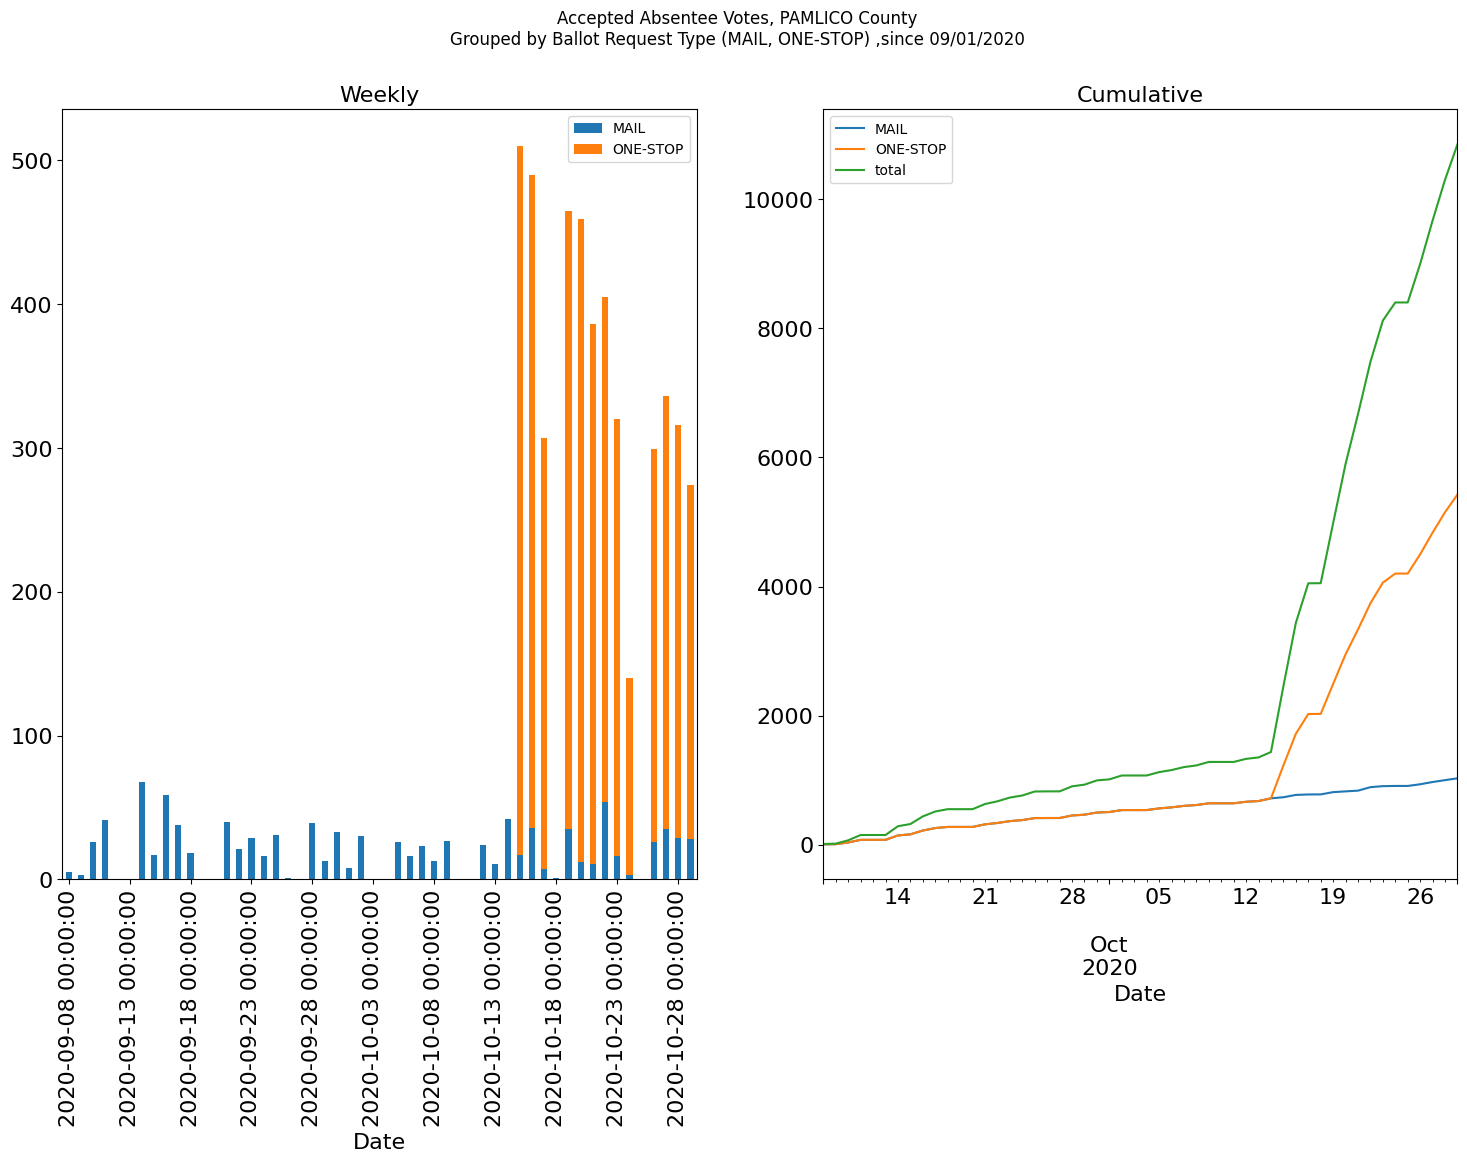 Accepted Absentee Votes, PAMLICO County
Grouped by Ballot Request Type (MAIL, ONE-STOP) ,since 09/01/2020
Weekly
MAIL
ONE-STOP
500
400
300
200
100
0
2020-09-08 00:00:00
2020-09-13 00:00:00
2020-09-18 00:00:00
2020-09-23 00:00:00
2020-09-28 00:00:00
2020-10-03 00:00:00
2020-10-08 00:00:00
2020-10-13 00:00:00
2020-10-18 00:00:00
2020-10-23 00:00:00
2020-10-28 00:00:00
Date
Cumulative
MAIL
ONE-STOP
total
10000
8000
6000
4000
2000
0
14 21 28 05 12 19 26
Oct
2020
Date